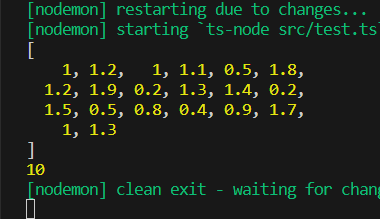 [nodemon] restarting due to changes...
[nodemon] starting `ts-node src/test.ts`
[
1, 1.2, 1, 1.1, 0.5, 1.8,
1.2, 1.9, 0.2, 1.3, 1.4, 0.2,
1.5, 0.5, 0.8, 0.4, 0.9, 1.7,
1, 1.3
]
10
[nodemon] clean exit - waiting for chang